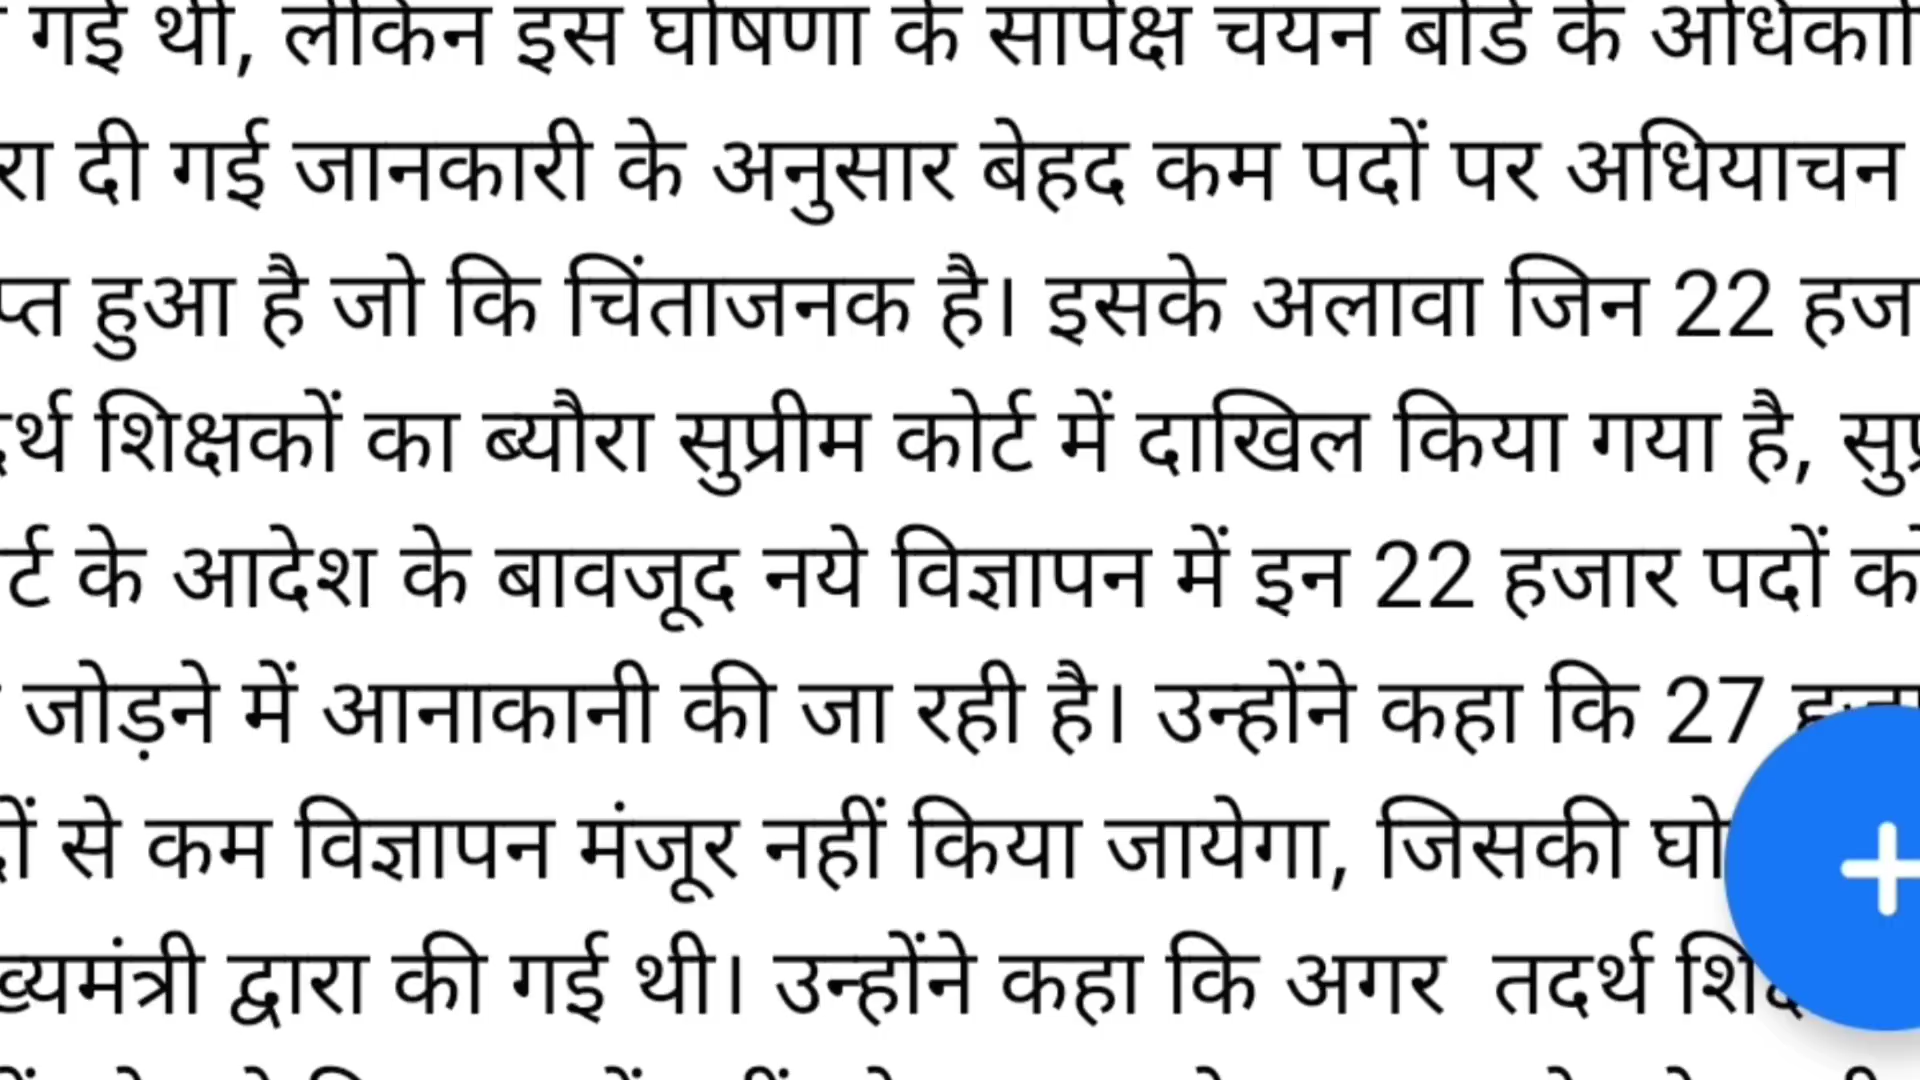 गई थी, लेकिन इस घोषणा के सापेक्ष चयन बोर्ड के
दी गई जानकारी के अनुसार बेहद कम पदों पर अधियाचन
हुआ है जो कि चिंताजनक है। इसके अलावा जिन 22
शिक्षकों का ब्यौरा सुप्रीम कोर्ट में दाखिल किया गया है,
के आदेश के बावजूद नये विज्ञापन में इन 22 हजार पदों
जोड़ने में आनाकानी की जा रही है। उन्होंने कहा कि 27
से कम विज्ञापन मंजूर नहीं किया जायेगा, जिसकी
द्वारा की गई थी। उन्होंने कहा कि अगर तदर्थ